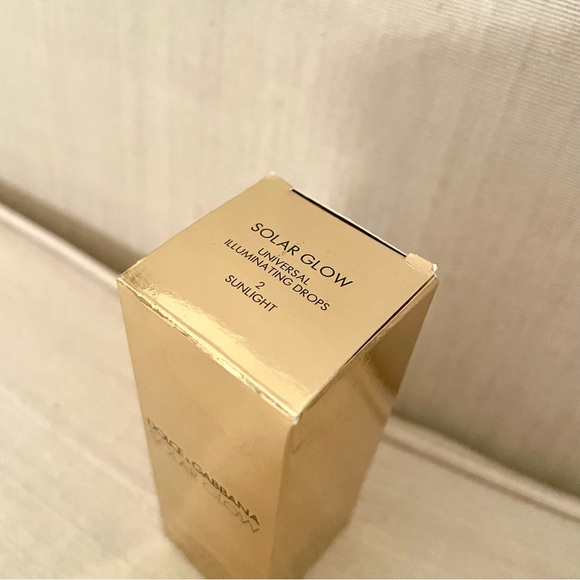 SOLAR GLOW
UNIVERSAL
ILLUMINATING DROPS
2
SUNLIGHT
DOLCE & GABBANA
SOLAR GLOW